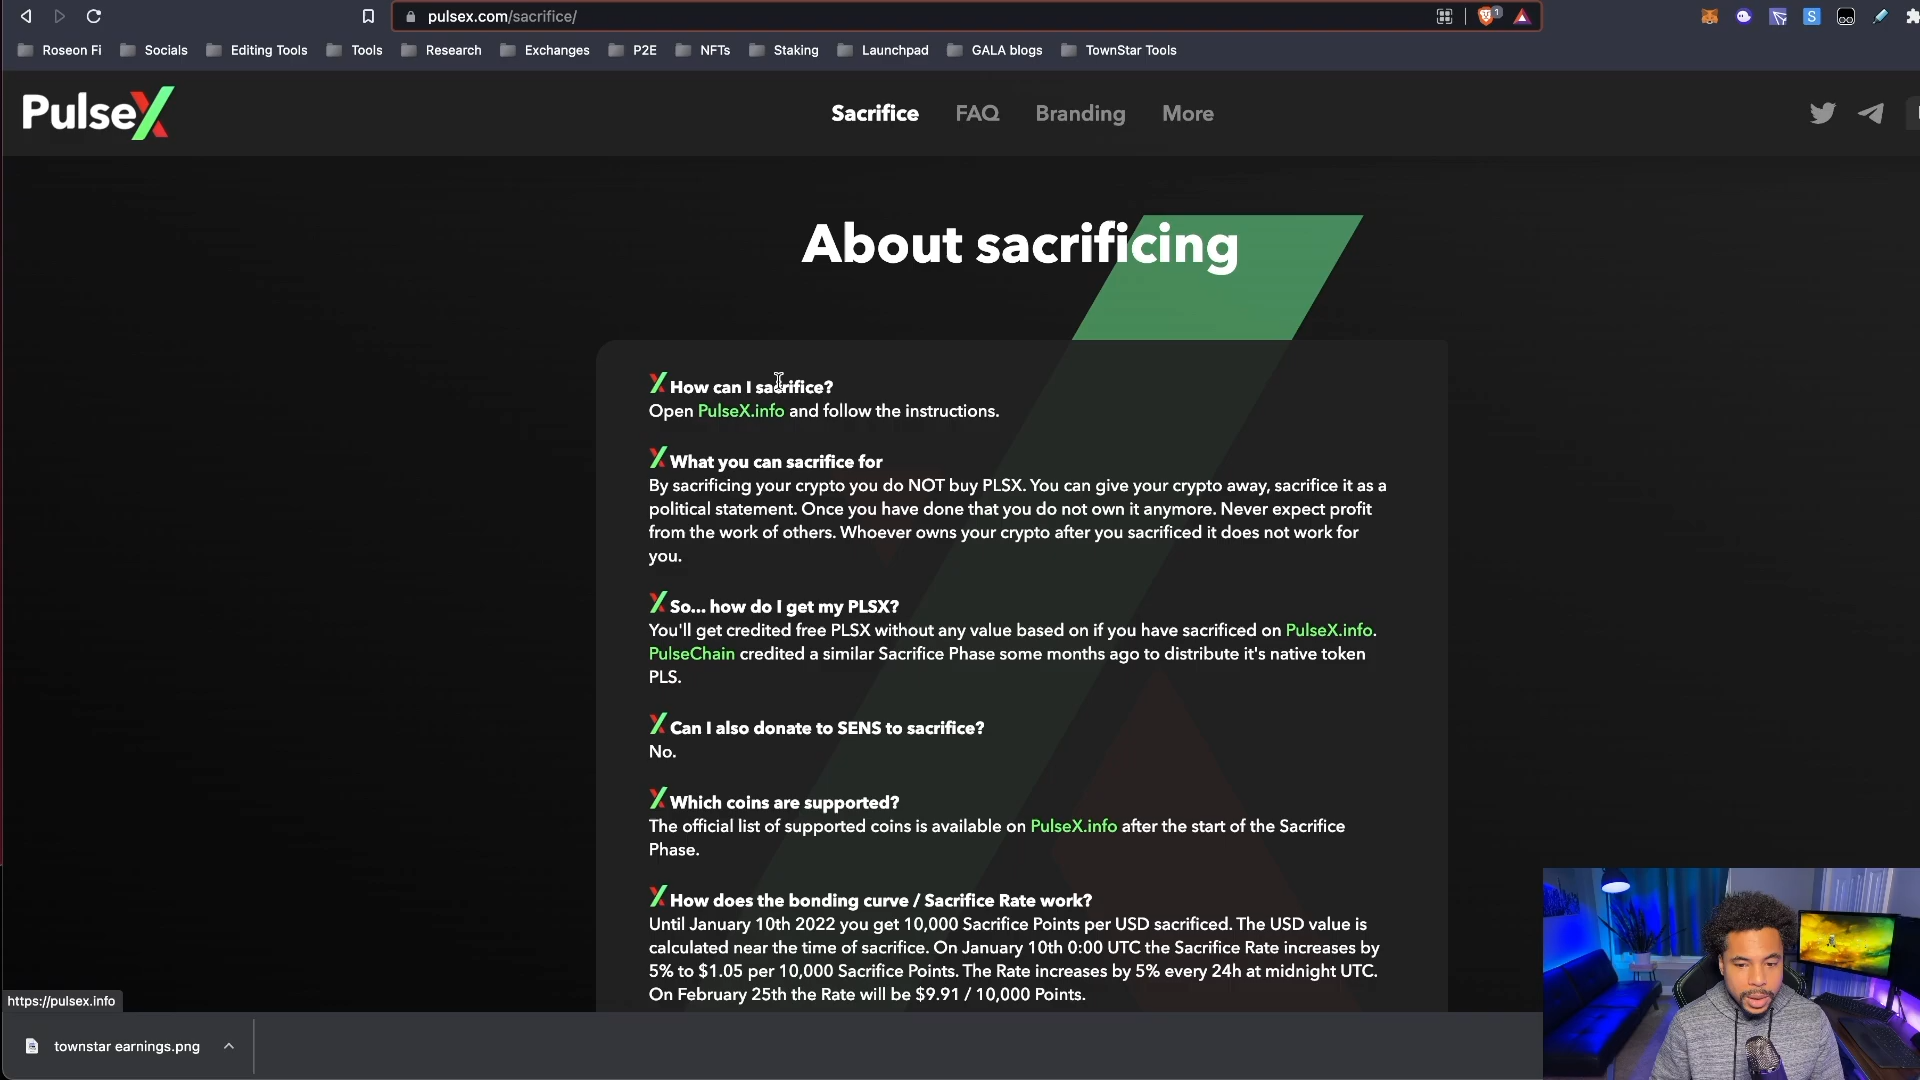 pulsex.com/sacrifice/
1
Roseon Fi Socials Editing Tools Tools Research Exchanges P2E NFTs Staking Launchpad GALA blogs TownStar Tools
PulseX
Sacrifice FAQ Branding More
About sacrificing
How can I sacrifice?
Open PulseX.info and follow the instructions.
What you can sacrifice for
By sacrificing your crypto you do NOT buy PLSX. You can give your crypto away, sacrifice it as a
political statement. Once you have done that you do not own it anymore. Never expect profit
from the work of others. Whoever owns your crypto after you sacrificed it does not work for
you.
So... how do I get my PLSX?
You'll get credited free PLSX without any value based on if you have sacrificed on PulseX.info.
PulseChain credited a similar Sacrifice Phase some months ago to distribute it's native token
PLS.
Can I also donate to SENS to sacrifice?
No.
Which coins are supported?
The official list of supported coins is available on PulseX.info after the start of the Sacrifice
Phase.
How does the bonding curve / Sacrifice Rate work?
Until January 10th 2022 you get 10,000 Sacrifice Points per USD sacrificed. The USD value is
calculated near the time of sacrifice. On January 10th 0:00 UTC the Sacrifice Rate increases by
5% to $1.05 per 10,000 Sacrifice Points. The Rate increases by 5% every 24h at midnight UTC.
On February 25th the Rate will be $9.91 / 10,000 Points.
https://pulsex.info
townstar earnings.png